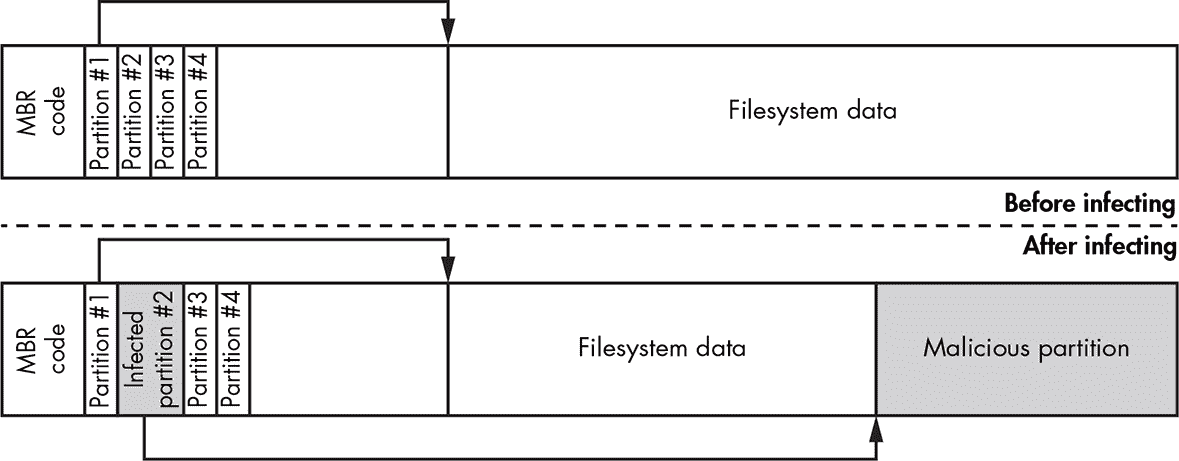 MBR
code
Partition #1
Partition #2
Partition #3
Partition #4
Filesystem data
Before infecting
After infecting
MBR
code
Partition #1
Infected
partition #2
Partition #3
Partition #4
Filesystem data
Malicious partition